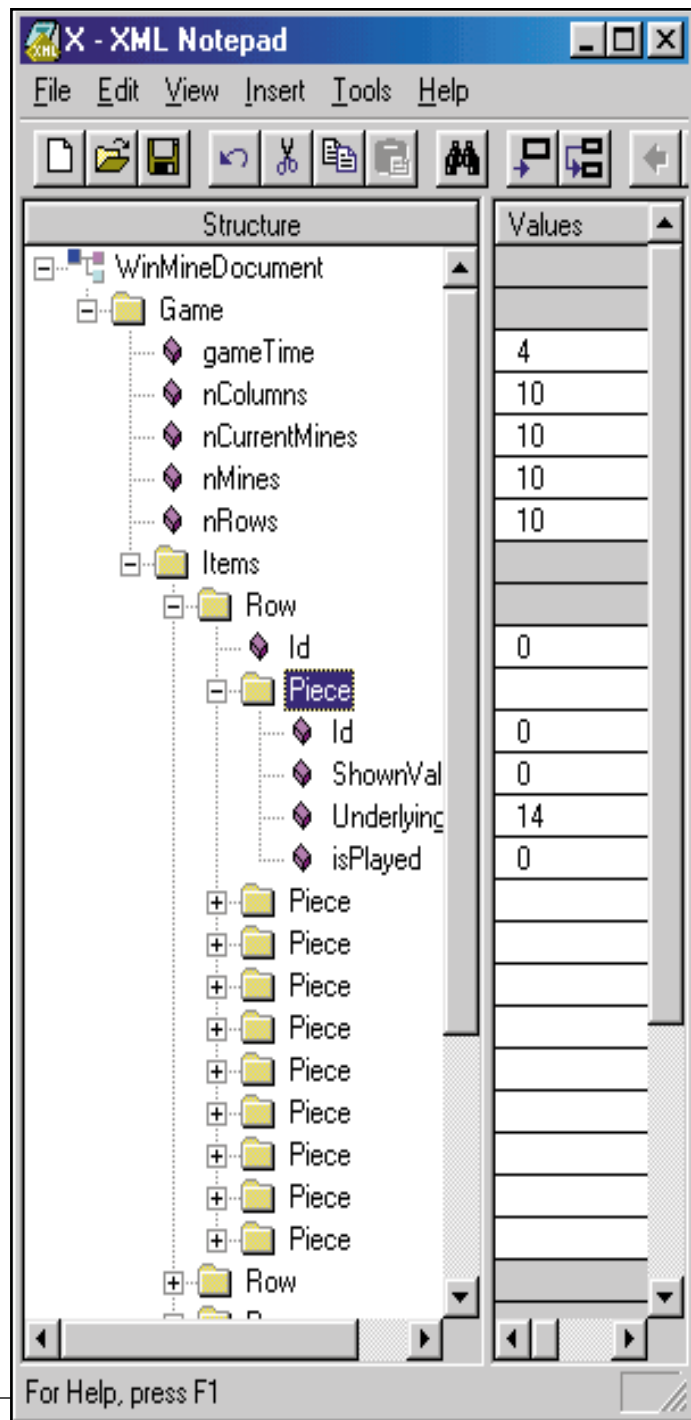 X - XML Notepad
File Edit View Insert Tools Help
Structure Values
WinMineDocument
Game
gameTime 4
nColumns 10
nCurrentMines 10
nMines 10
nRows 10
Items
Row
Id 0
Piece
Id 0
ShownVal 0
Underlying 14
isPlayed 0
Piece
Piece
Piece
Piece
Piece
Piece
Piece
Piece
Piece
Row
For Help, press F1